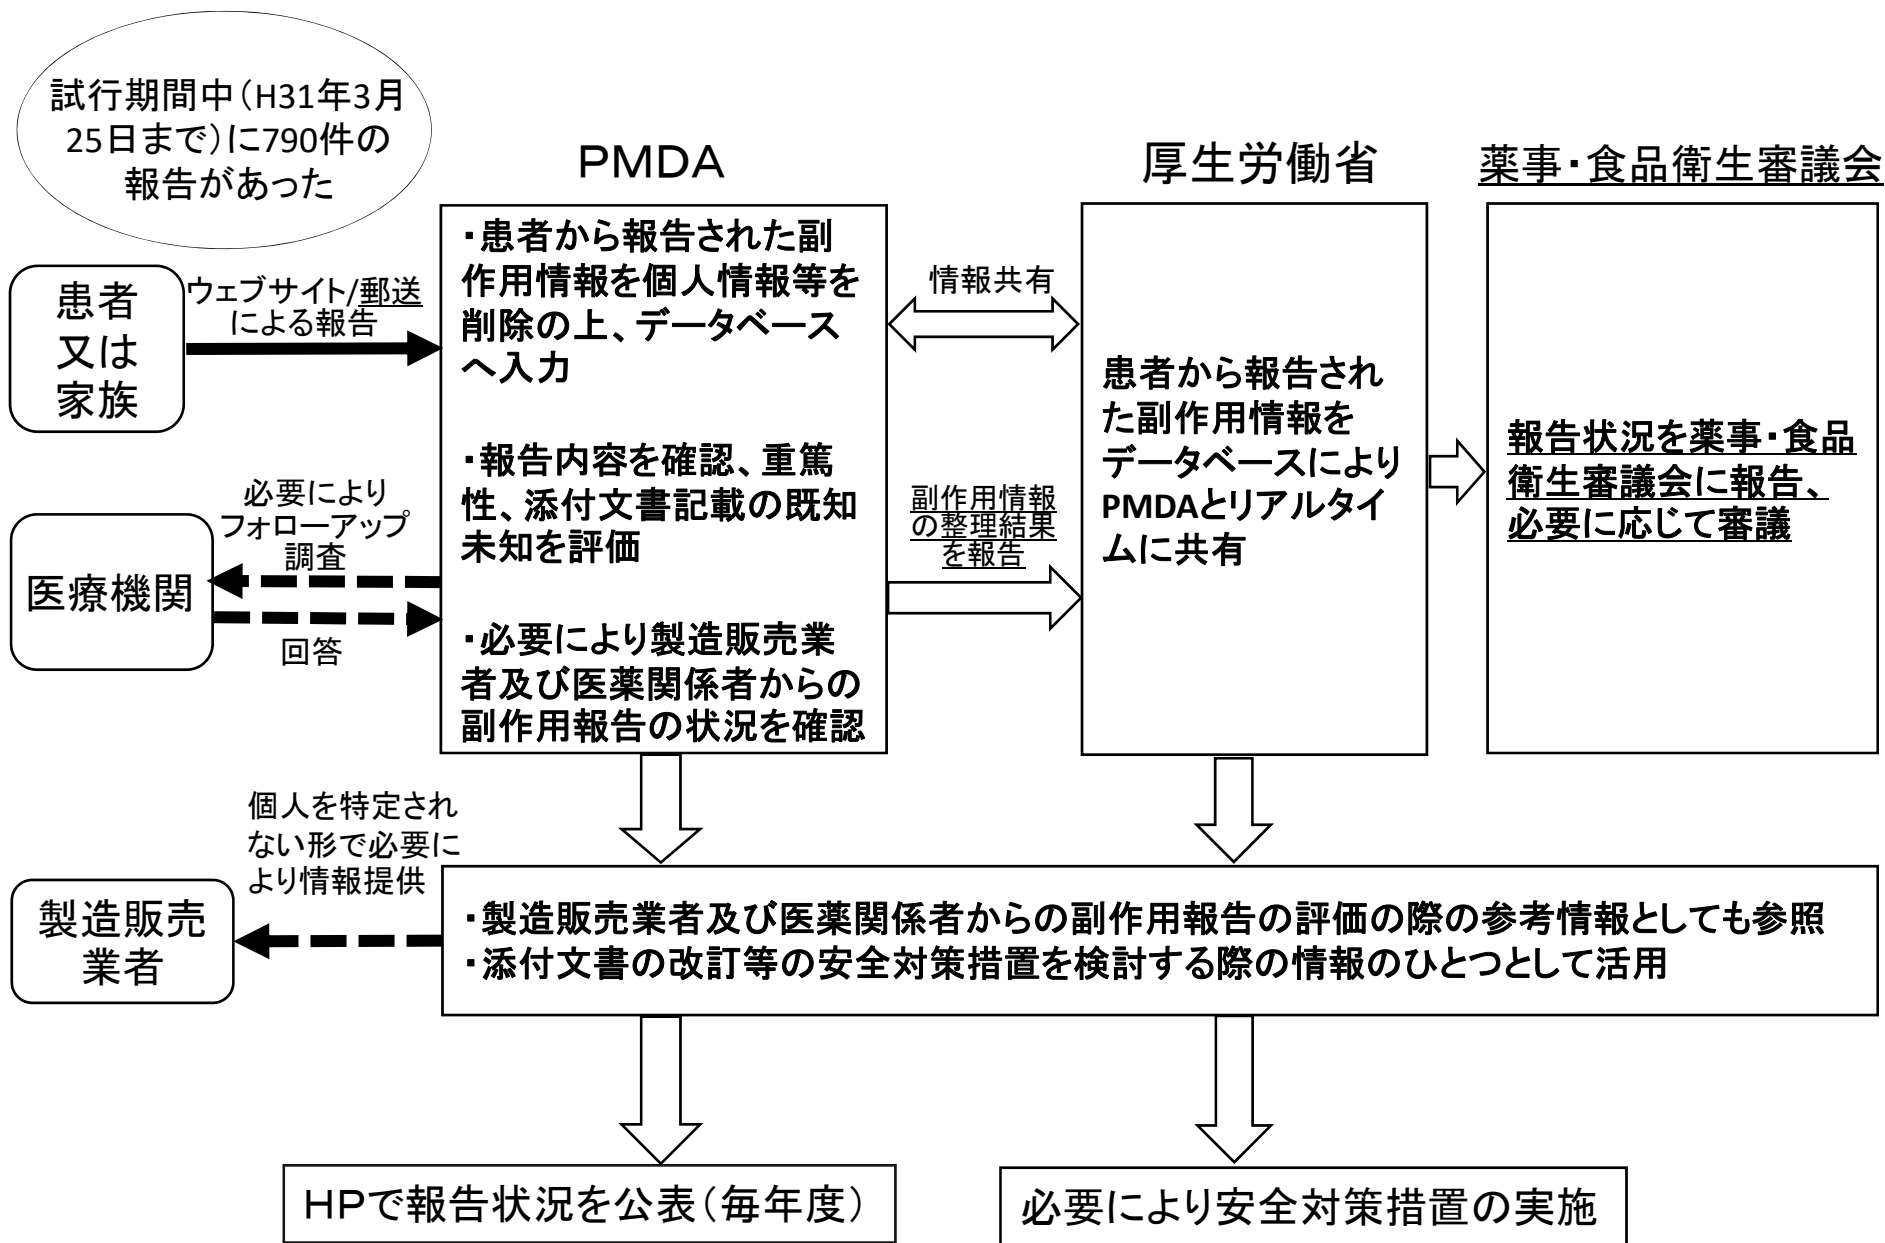 試行期間中（H31年3月
25日まで）に790件の
報告があった
PMDA
厚生労働省
薬事・食品衛生審議会
患者
又は
家族
ウェブサイト/郵送
による報告
・患者から報告された副
作用情報を個人情報等を
削除の上、データベース
へ入力
・報告内容を確認、重篤
性、添付文書記載の既知
未知を評価
・必要により製造販売業
者及び医薬関係者からの
副作用報告の状況を確認
情報共有
副作用情報
の整理結果
を報告
患者から報告され
た副作用情報を
データベースにより
PMDAとリアルタイ
ムに共有
報告状況を薬事・食品
衛生審議会に報告、
必要に応じて審議
必要により
フォローアップ
調査
医療機関
回答
個人を特定され
ない形で必要に
より情報提供
製造販売
業者
・製造販売業者及び医薬関係者からの副作用報告の評価の際の参考情報としても参照
・添付文書の改訂等の安全対策措置を検討する際の情報のひとつとして活用
HPで報告状況を公表（毎年度）
必要により安全対策措置の実施